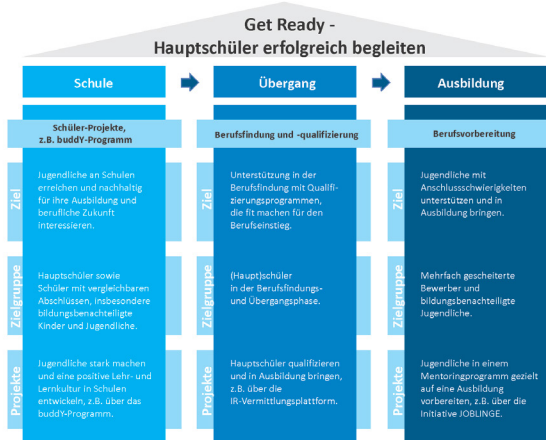 Get Ready -
Hauptschüler erfolgreich begleiten
Schule
Schüler-Projekte,
z.B. buddY-Programm
Ziel
Jugendliche an Schulen
erreichen und nachhaltig
für ihre Ausbildung und
berufliche Zukunft
interessieren.
Zielgruppe
Hauptschüler sowie
Schüler mit vergleichbaren
Abschlüssen, insbesondere
bildungsbenachteiligte
Kinder und Jugendliche.
Projekte
Jugendliche stark machen
und eine positive Lehr- und
Lernkultur in Schulen
entwickeln, z.B. über das
buddY-Programm.
Übergang
Berufsfindung und -qualifizierung
Ziel
Unterstützung in der
Berufsfindung mit Qualifi-
zierungsprogrammen,
die fit machen für den
Berufseinstieg.
Zielgruppe
(Haupt)schüler
in der Berufsfindungs-
und Übergangsphase.
Projekte
Hauptschüler qualifizieren
und in Ausbildung bringen,
z.B. über die
IR-Vermittlungsplattform.
Ausbildung
Berufsvorbereitung
Ziel
Jugendliche mit
Anschlussschwierigkeiten
unterstützen und in
Ausbildung bringen.
Zielgruppe
Mehrfach gescheiterte
Bewerber und
bildungsbenachteiligte
Jugendliche.
Projekte
Jugendliche in einem
Mentoringprogramm gezielt
auf eine Ausbildung
vorbereiten, z.B. über die
Initiative JOBLINGE.